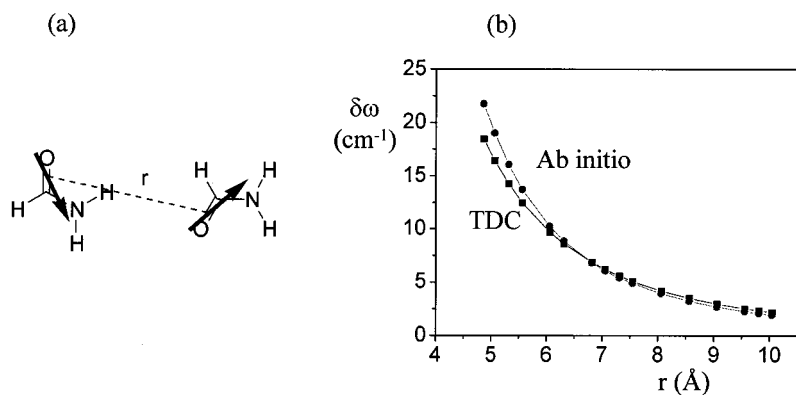 (a)
O
H
H
N
H
r
H
H
N
H
O
(b)
δω
(cm⁻¹)
25
20
15
10
5
0
Ab initio
TDC
4 5 6 7 8 9 10
r (Å)